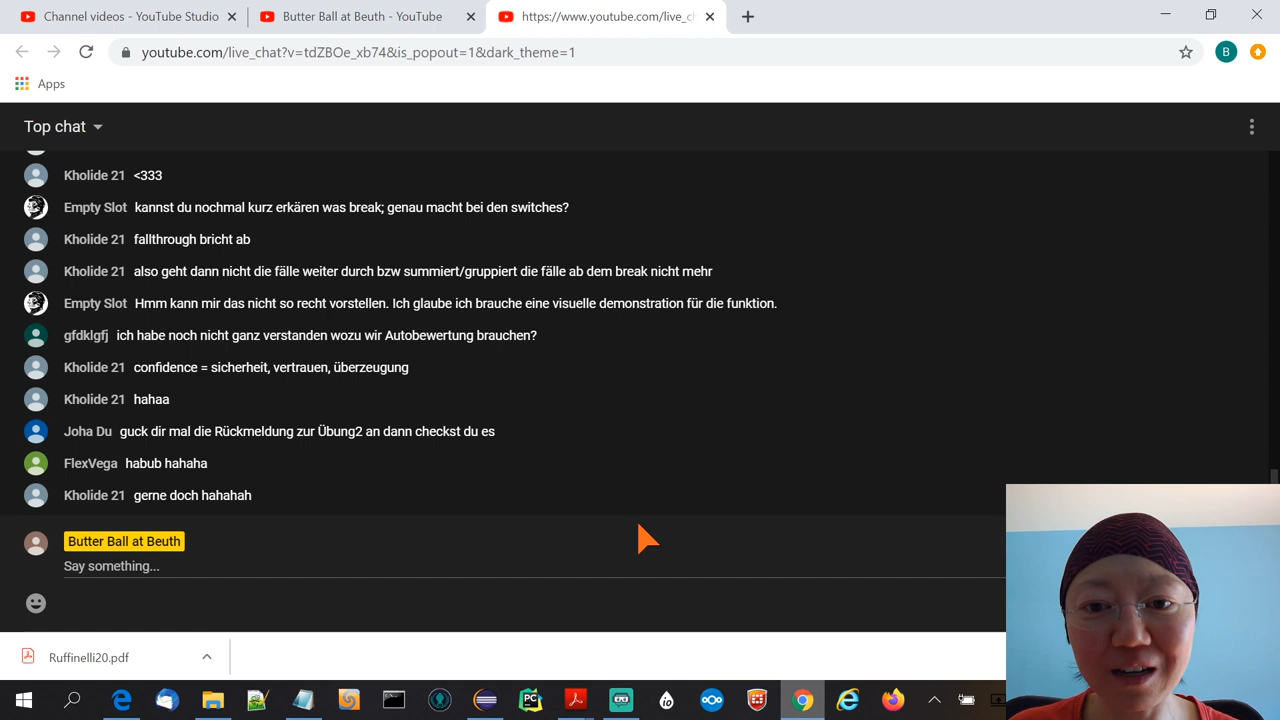 Channel videos - YouTube Studio
Butter Ball at Beuth - YouTube
https://www.youtube.com/live_c
youtube.com/live_chat?v=tdZBOe_xb74&is_popout=1&dark_theme=1
B
Apps
Top chat
Kholide 21 <333
Empty Slot kannst du nochmal kurz erkären was break; genau macht bei den switches?
Kholide 21 fallthrough bricht ab
Kholide 21 also geht dann nicht die fälle weiter durch bzw summiert/gruppiert die fälle ab dem break nicht mehr
Empty Slot Hmm kann mir das nicht so recht vorstellen. Ich glaube ich brauche eine visuelle demonstration für die funktion.
gfdklgfj ich habe noch nicht ganz verstanden wozu wir Autobewertung brauchen?
Kholide 21 confidence = sicherheit, vertrauen, überzeugung
Kholide 21 hahaa
Joha Du guck dir mal die Rückmeldung zur Übung2 an dann checkst du es
FlexVega habub hahaha
Kholide 21 gerne doch hahahah
Butter Ball at Beuth
Say something...
Ruffinelli20.pdf
PC
io